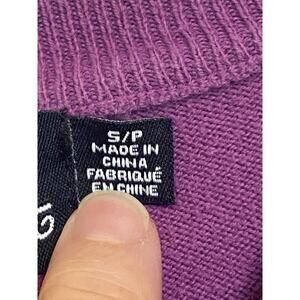 S/P
MADE IN
CHINA
FABRIQUÉ
EN CHINE